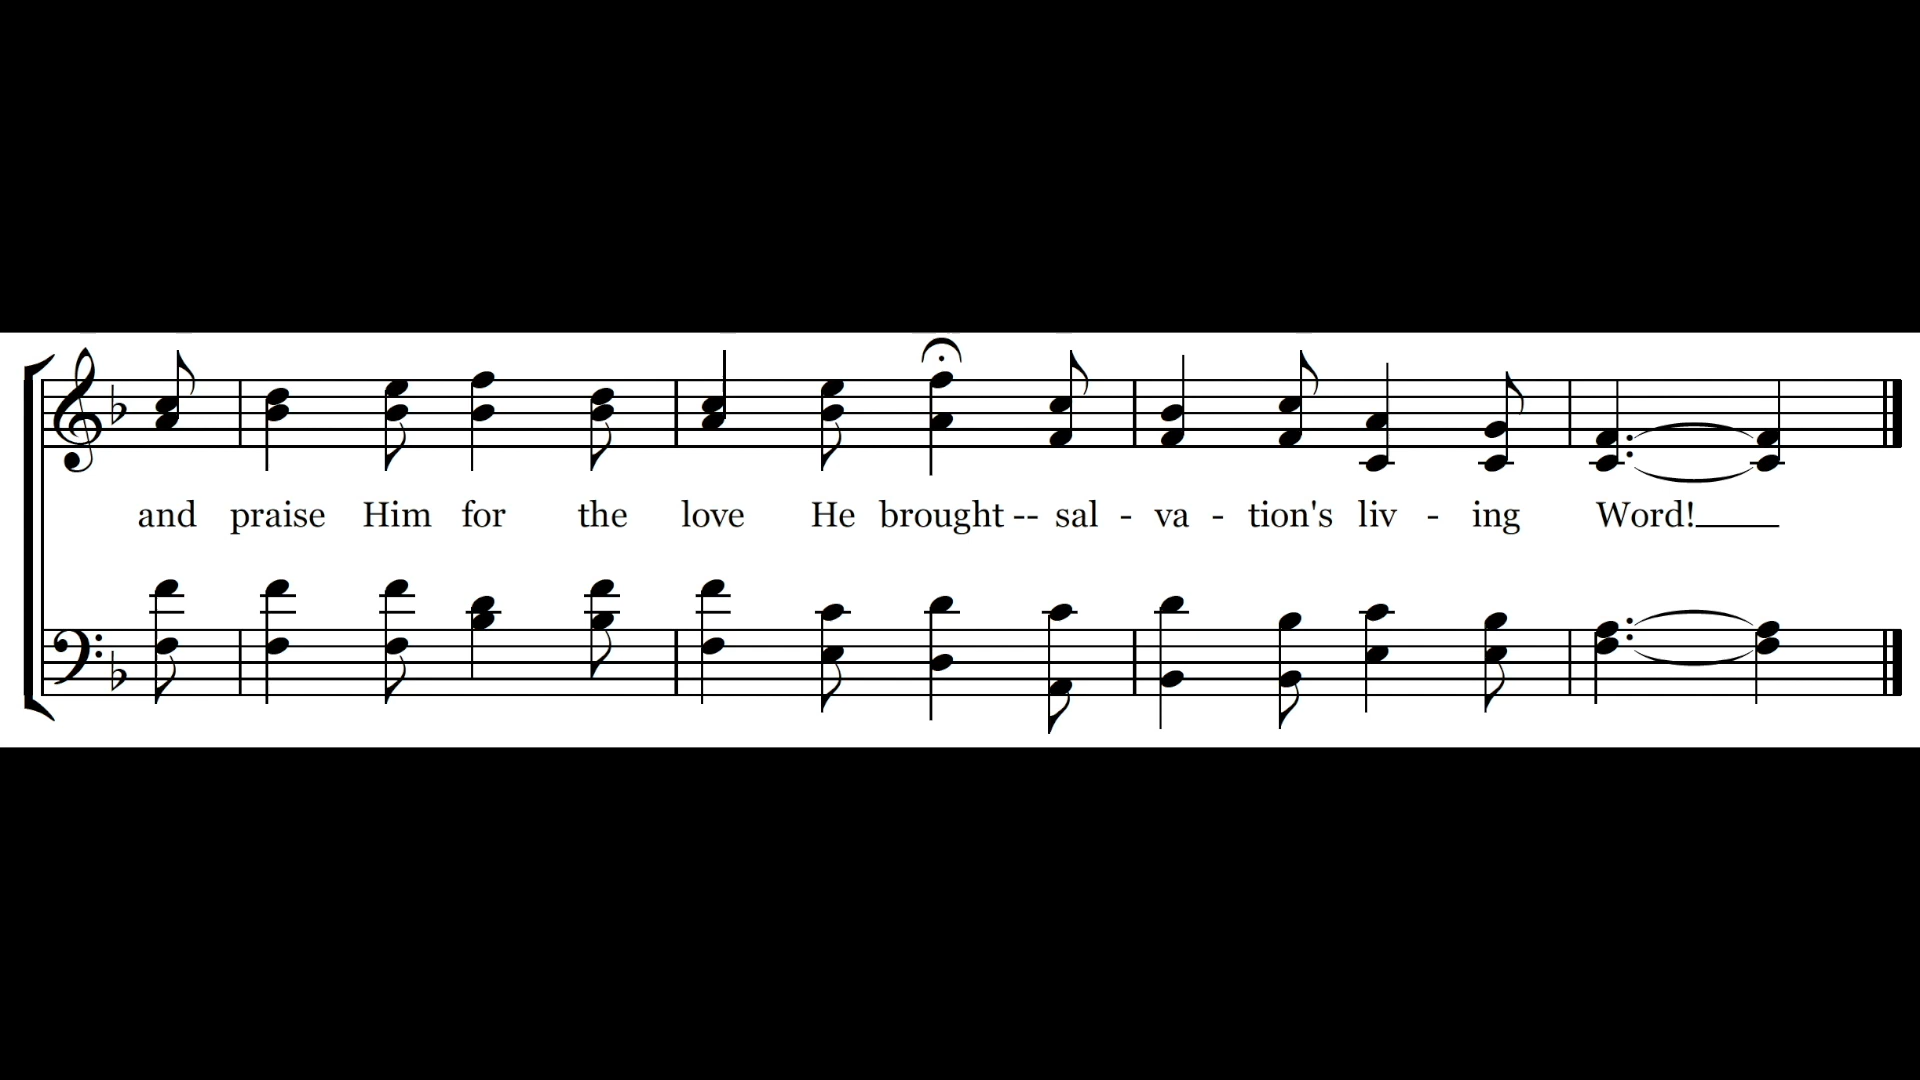 and praise Him for the love He brought -- sal - va - tion's liv - ing Word!